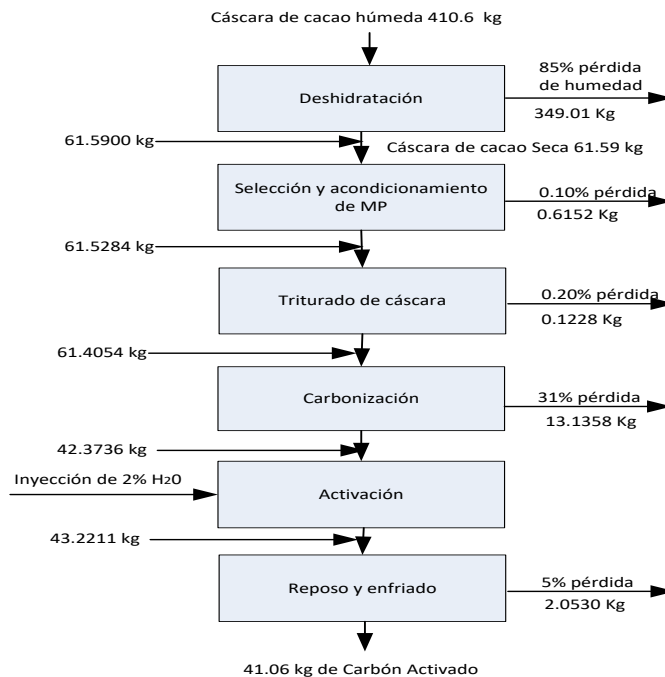 Cáscara de cacao húmeda 410.6 kg
Deshidratación
85% pérdida
de humedad
349.01 Kg
61.5900 kg
Cáscara de cacao Seca 61.59 kg
Selección y acondicionamiento
de MP
0.10% pérdida
0.6152 Kg
61.5284 kg
Triturado de cáscara
0.20% pérdida
0.1228 Kg
61.4054 kg
Carbonización
31% pérdida
13.1358 Kg
42.3736 kg
Inyección de 2% H20
Activación
43.2211 kg
Reposo y enfriado
5% pérdida
2.0530 Kg
41.06 kg de Carbón Activado